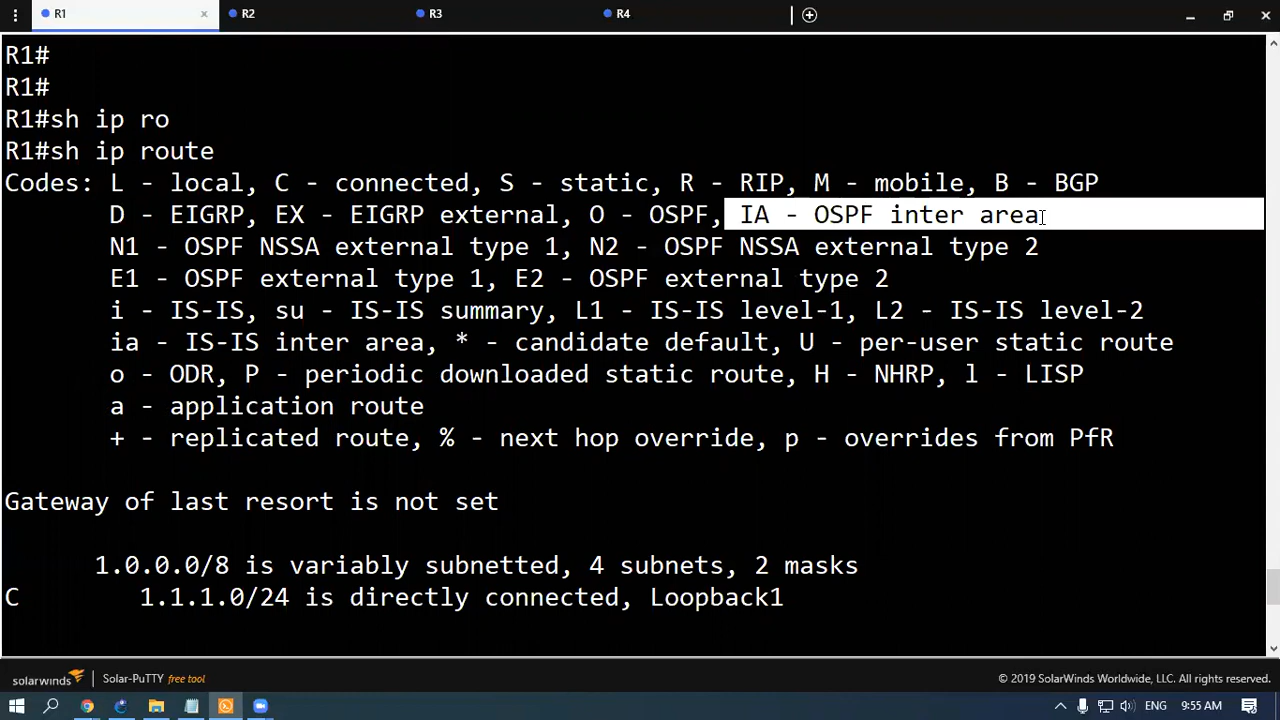 R1
R2
R3
R4
R1#
R1#
R1#sh ip ro
R1#sh ip route
Codes: L - local, C - connected, S - static, R - RIP, M - mobile, B - BGP
D - EIGRP, EX - EIGRP external, O - OSPF, IA - OSPF inter area
N1 - OSPF NSSA external type 1, N2 - OSPF NSSA external type 2
E1 - OSPF external type 1, E2 - OSPF external type 2
i - IS-IS, su - IS-IS summary, L1 - IS-IS level-1, L2 - IS-IS level-2
ia - IS-IS inter area, * - candidate default, U - per-user static route
o - ODR, P - periodic downloaded static route, H - NHRP, l - LISP
a - application route
+ - replicated route, % - next hop override, p - overrides from PfR
Gateway of last resort is not set
1.0.0.0/8 is variably subnetted, 4 subnets, 2 masks
C 1.1.1.0/24 is directly connected, Loopback1
solarwinds
Solar-PuTTY free tool
© 2019 SolarWinds Worldwide, LLC. All rights reserved.
ENG
9:55 AM